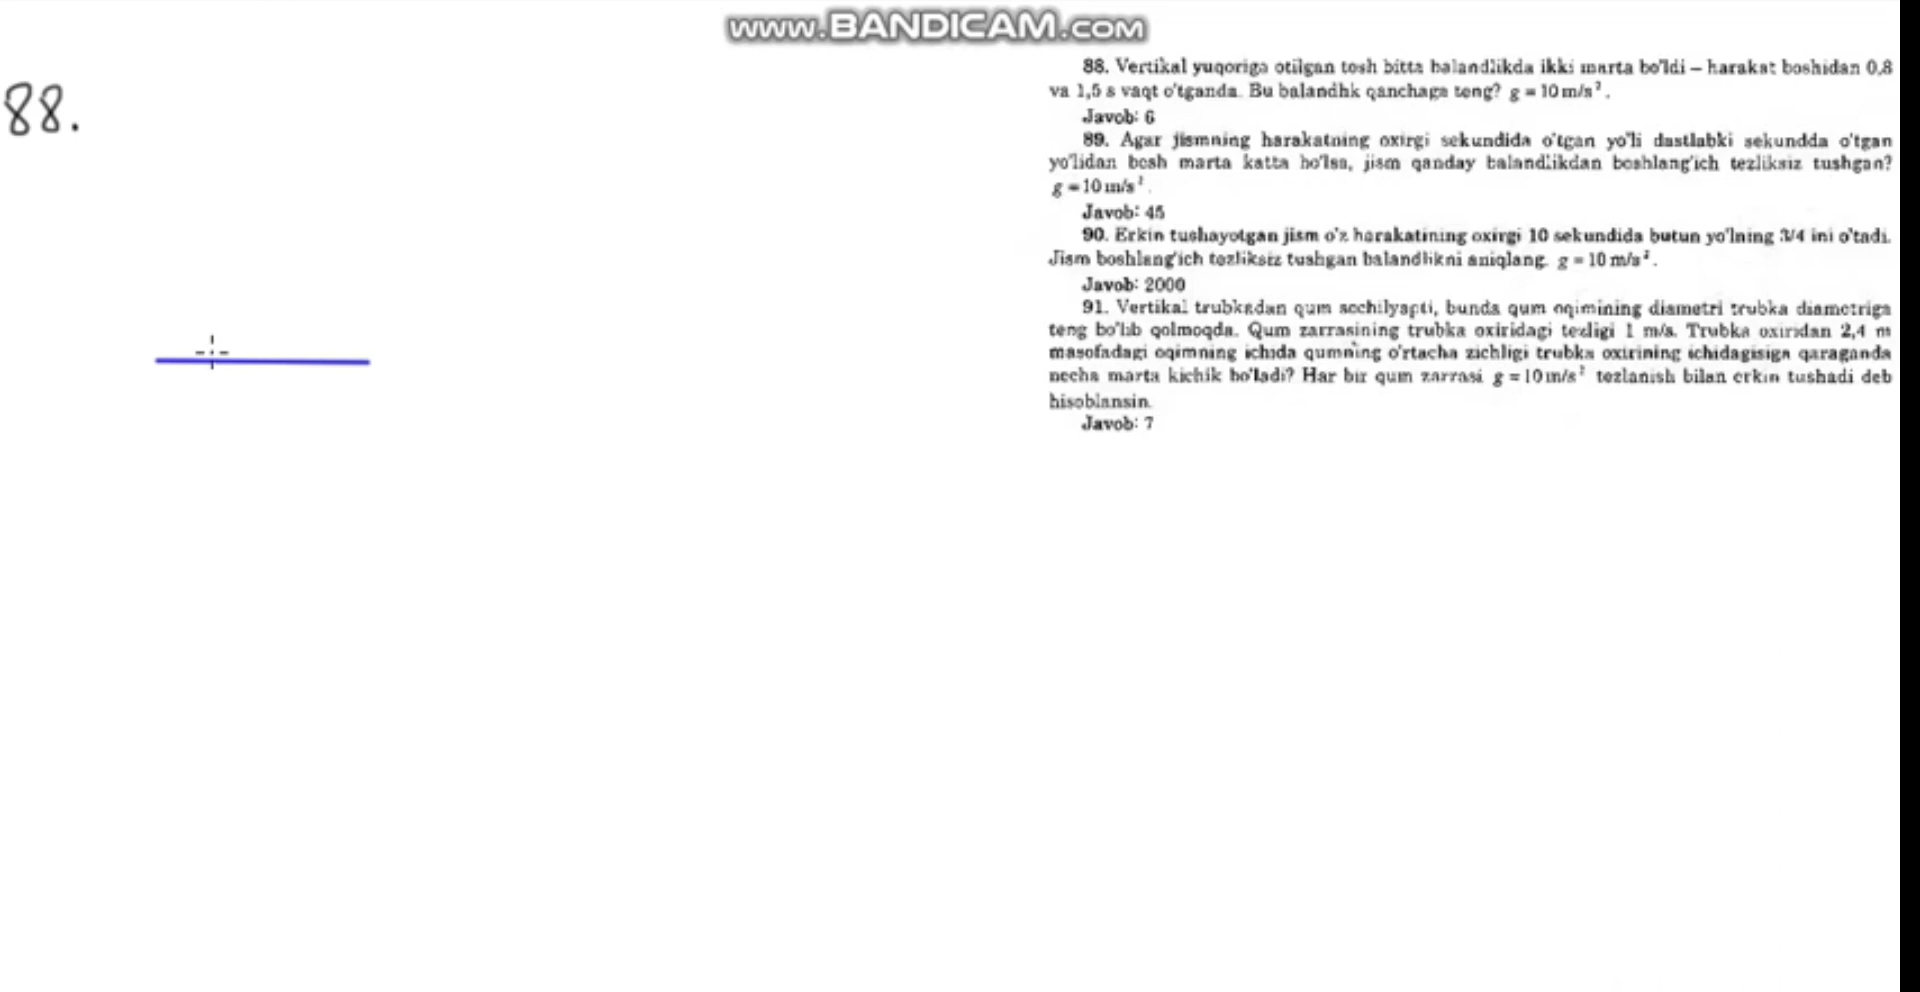 www.BANDICAM.COM
88.
88. Vertikal yuqoriga otilgan tosh bitta balandlikda ikki marta bo'ldi – harakat boshidan 0,8
va 1,5 s vaqt o'tganda. Bu balandlik qanchaga teng? g = 10 m/s².
Javob: 6
89. Agar jismning harakatning oxirgi sekundida o'tgan yo'li dastlabki sekundda o'tgan
yo'lidan besh marta katta bo'lsa, jism qanday balandlikdan boshlang'ich tezliksiz tushgan?
g = 10 m/s².
Javob: 45
90. Erkin tushayotgan jism o'z harakatining oxirgi 10 sekundida butun yo'lning 3/4 ini o'tadi.
Jism boshlang'ich tezliksiz tushgan balandlikni aniqlang. g = 10 m/s².
Javob: 2000
91. Vertikal trubkadan qum sochilyapti, bunda qum oqimining diametri trubka diametriga
teng bo'lib qolmoqda. Qum zarrasining trubka oxiridagi tezligi 1 m/s. Trubka oxiridan 2,4 m
masofadagi oqimning ichida qumning o'rtacha zichligi trubka oxirining ichidagisiga qaraganda
necha marta kichik bo'ladi? Har bir qum zarrasi g = 10 m/s² tezlanish bilan erkin tushadi deb
hisoblansin.
Javob: 7